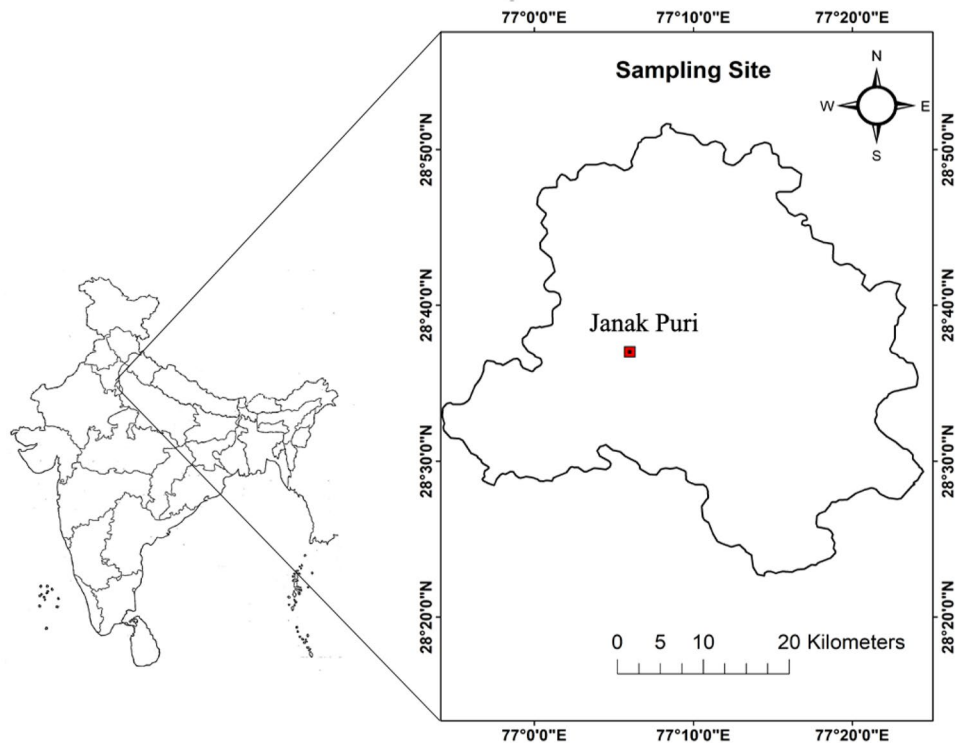 77°0'0"E 77°10'0"E 77°20'0"E
Sampling Site
N
W E
S
28°50'0"N 28°50'0"N
28°40'0"N 28°40'0"N
Janak Puri
28°30'0"N 28°30'0"N
28°20'0"N 28°20'0"N
0 5 10 20 Kilometers
77°0'0"E 77°10'0"E 77°20'0"E